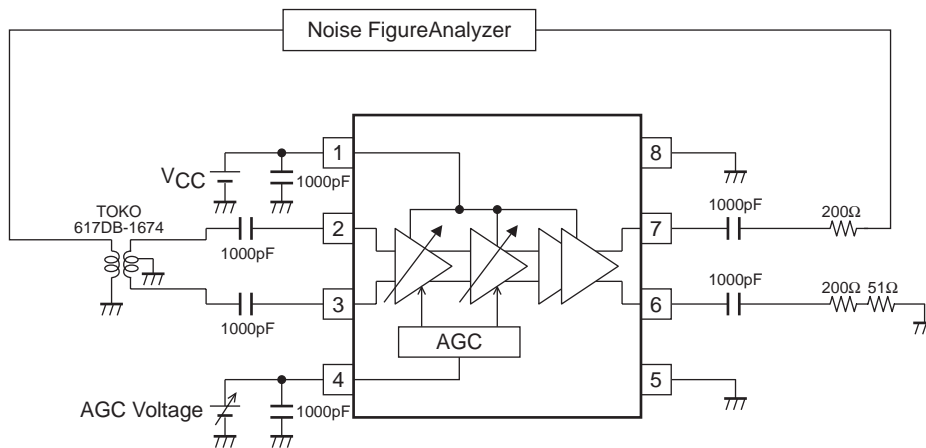 Noise FigureAnalyzer
1
8
VCC
1000pF
TOKO
617DB-1674
2
7
1000pF
200Ω
1000pF
3
6
1000pF
200Ω 51Ω
1000pF
AGC
4
5
AGC Voltage
1000pF